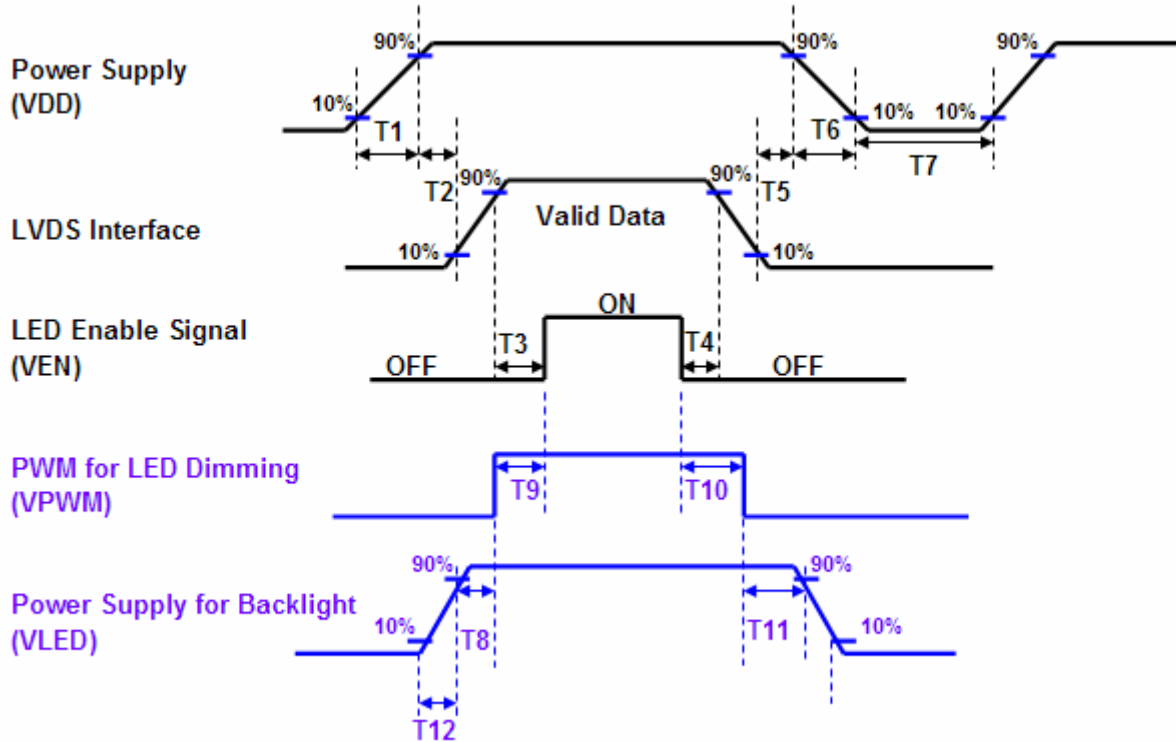 90% 90% 90%
Power Supply
(VDD)
10% 10% 10%
T1 T6 T7
T2 T5
90% 90%
LVDS Interface
Valid Data
10% 10%
LED Enable Signal
(VEN)
ON
T3 T4
OFF OFF
PWM for LED Dimming
(VPWM)
T9 T10
90% 90%
Power Supply for Backlight
(VLED)
10% 10%
T8 T11
T12